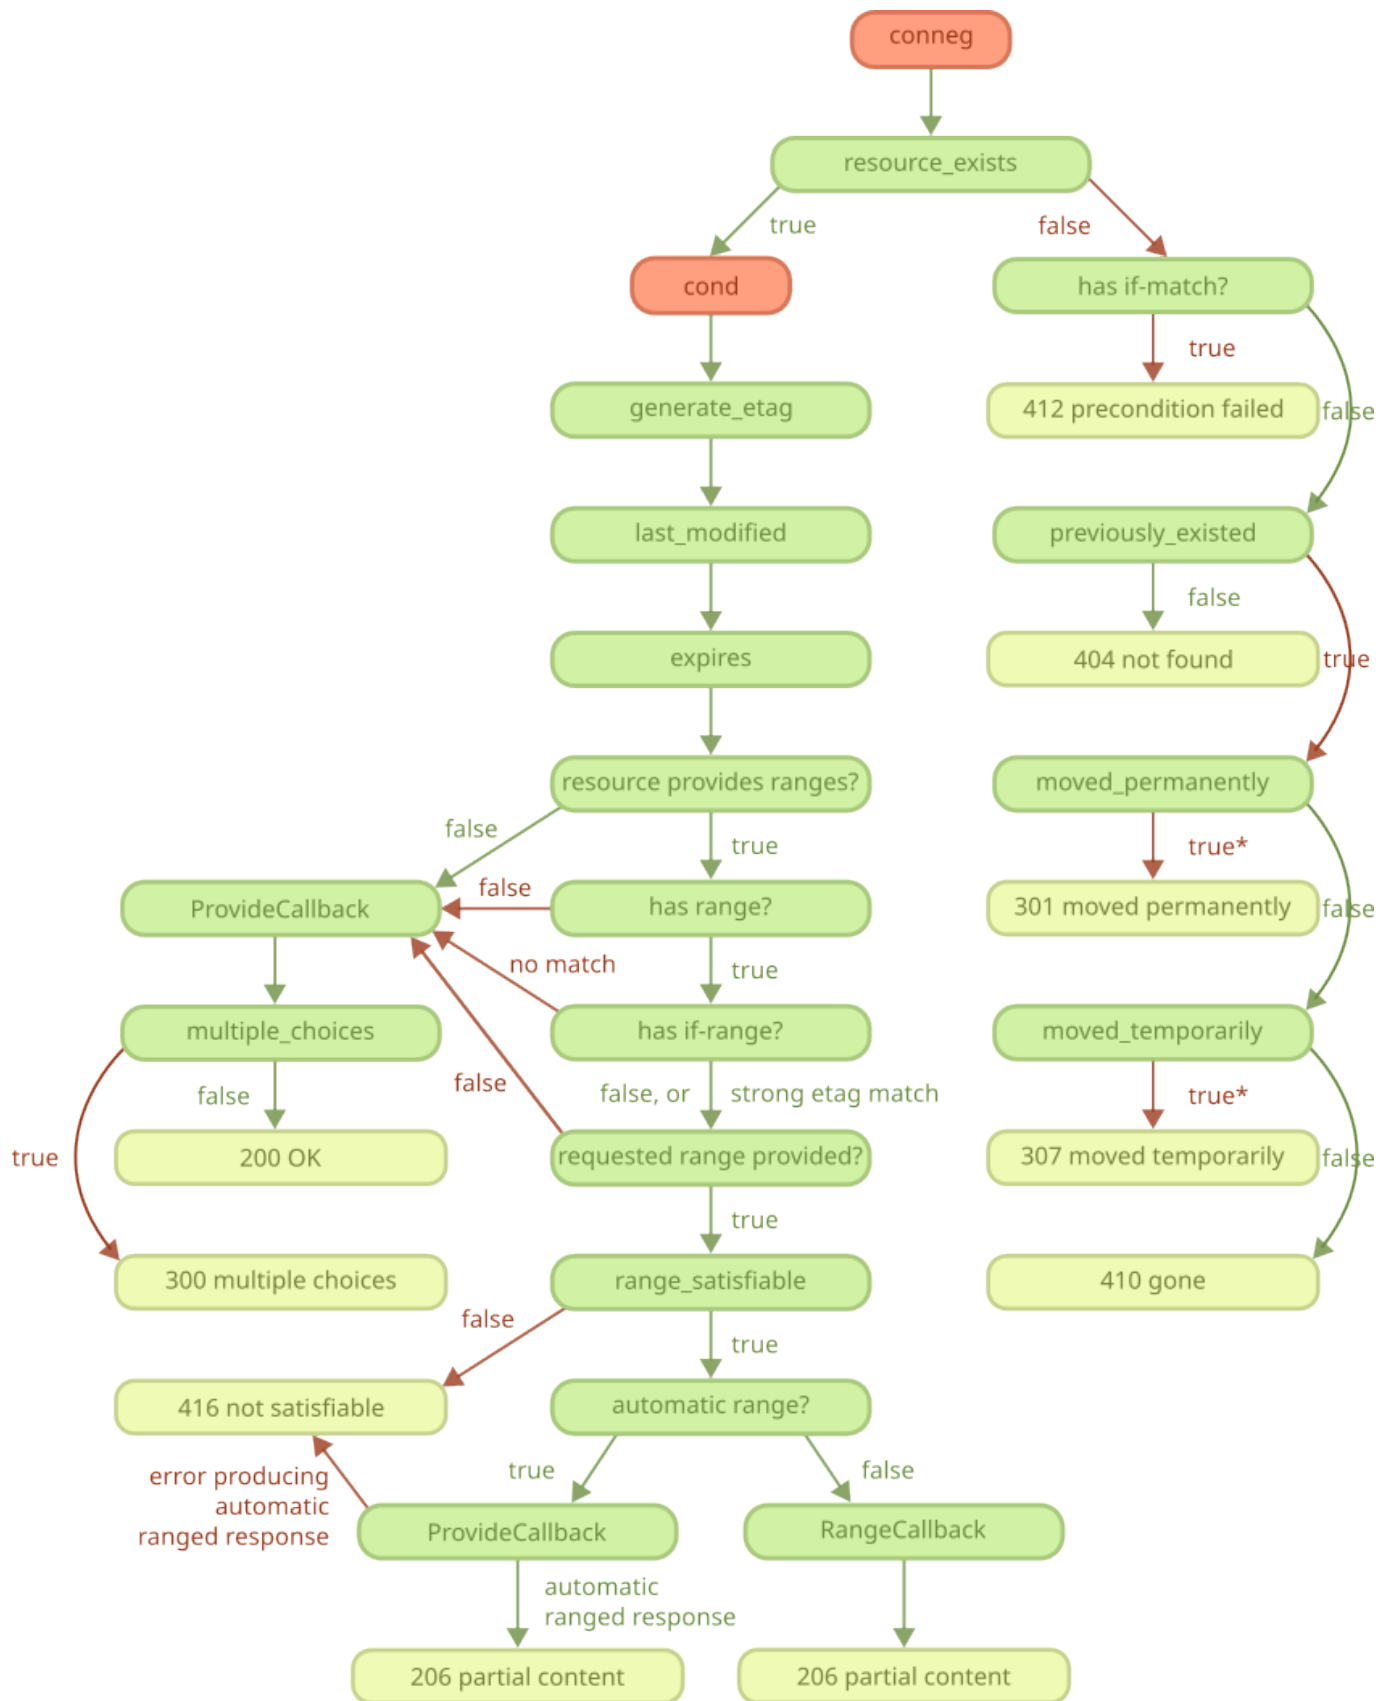 conneg
resource_exists
true
false
cond
has if-match?
true
generate_etag
412 precondition failed
false
last_modified
previously_existed
false
expires
404 not found
true
resource provides ranges?
moved_permanently
false
true
true*
false
ProvideCallback
has range?
301 moved permanently
false
no match
true
multiple_choices
has if-range?
moved_temporarily
false
false
false, or
strong etag match
true*
true
200 OK
requested range provided?
307 moved temporarily
false
true
300 multiple choices
range_satisfiable
410 gone
false
true
416 not satisfiable
automatic range?
error producing
automatic
ranged response
true
false
ProvideCallback
RangeCallback
automatic
ranged response
206 partial content
206 partial content